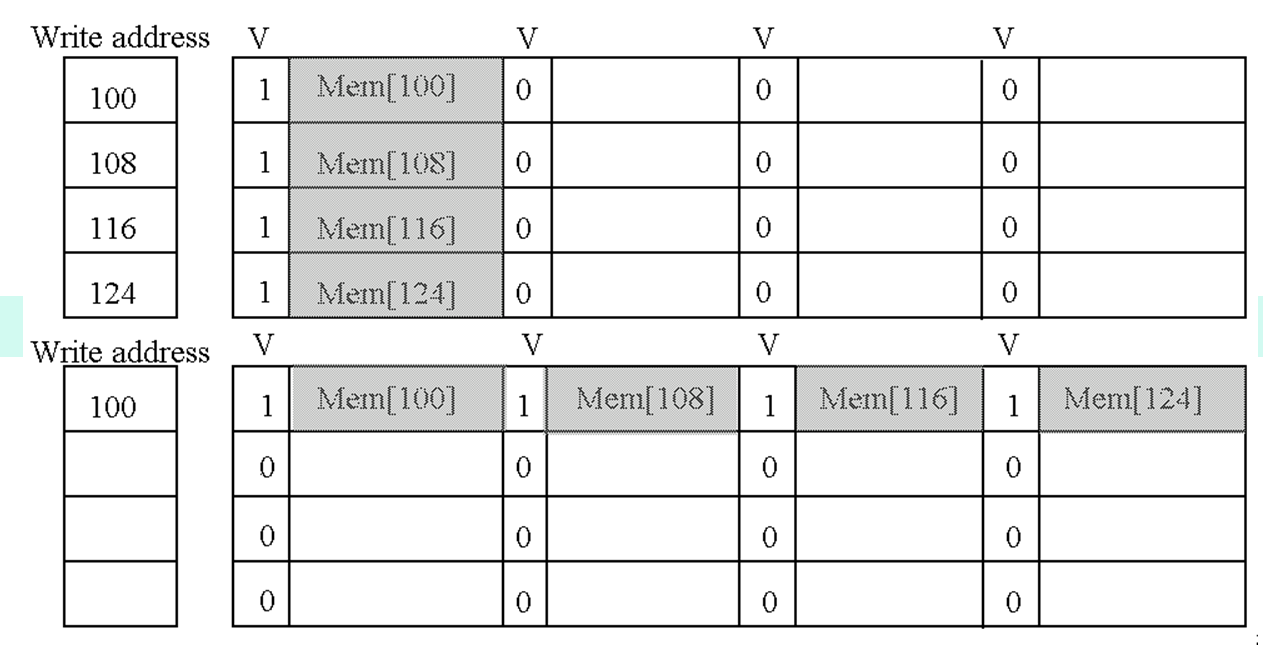 Write address V V V V
100 1 Mem[100] 0 0 0
108 1 Mem[108] 0 0 0
116 1 Mem[116] 0 0 0
124 1 Mem[124] 0 0 0
Write address V V V V
100 1 Mem[100] 1 Mem[108] 1 Mem[116] 1 Mem[124]
0 0 0 0
0 0 0 0
0 0 0 0